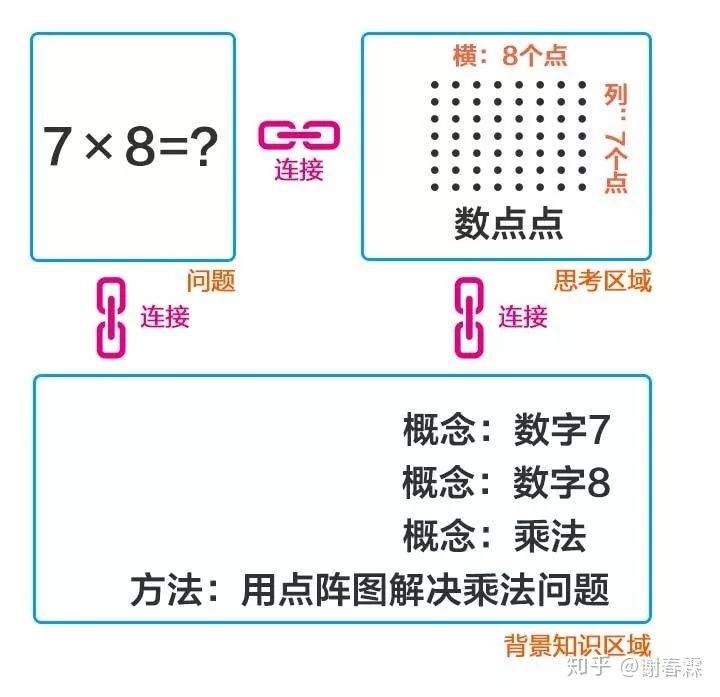 7×8=?
连接
横：8个点
列：7个点
数点点
问题
思考区域
连接
连接
概念：数字7
概念：数字8
概念：乘法
方法：用点阵图解决乘法问题
背景知识区域
知乎 @谢春霖